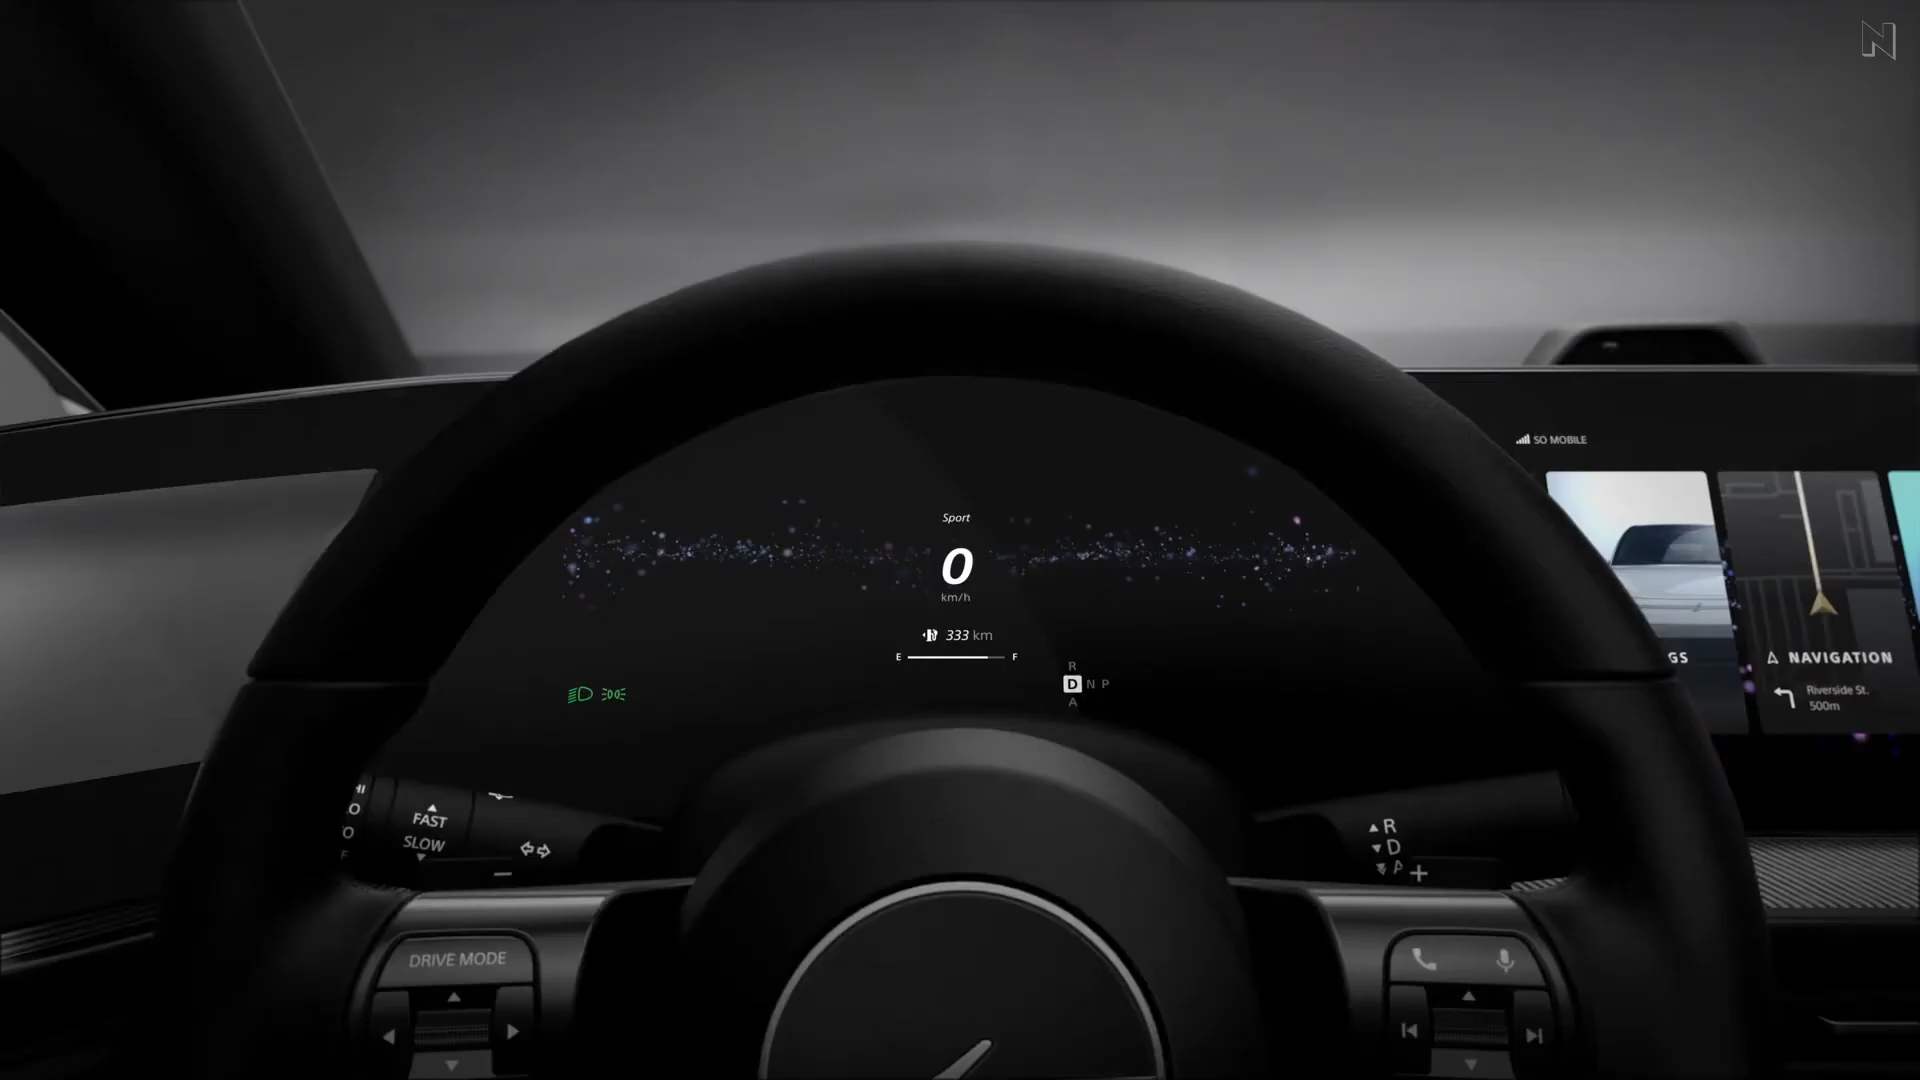 N
SO MOBILE
Sport
0
km/h
333 km
E F
R
D N P
A
GS
NAVIGATION
Riverside St.
500m
FAST
SLOW
R
D
P
DRIVE MODE